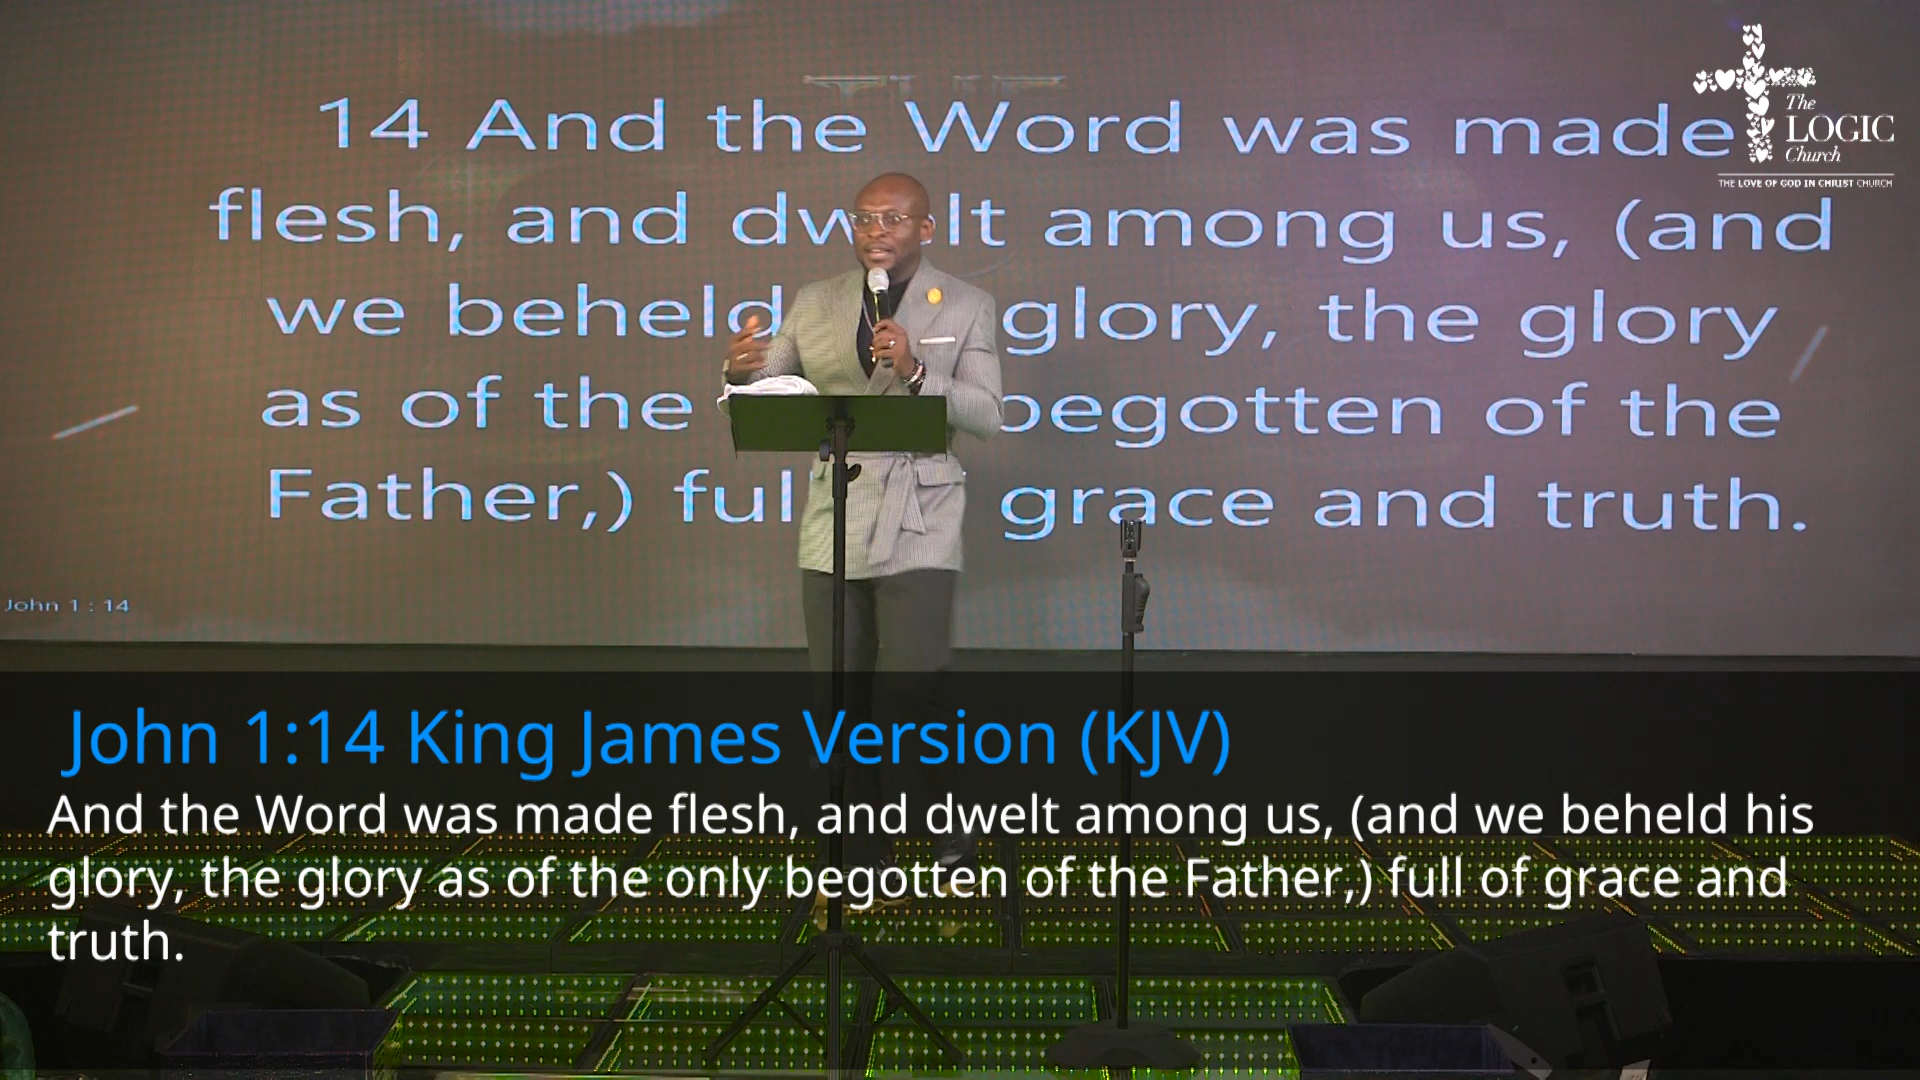 14 And the Word was made
flesh, and dwelt among us, (and
we beheld glory, the glory
as of the begotten of the
Father,) full grace and truth.
The
LOGIC
Church
THE LOVE OF GOD IN CHRIST CHURCH
John 1 : 14
John 1:14 King James Version (KJV)
And the Word was made flesh, and dwelt among us, (and we beheld his
glory, the glory as of the only begotten of the Father,) full of grace and
truth.